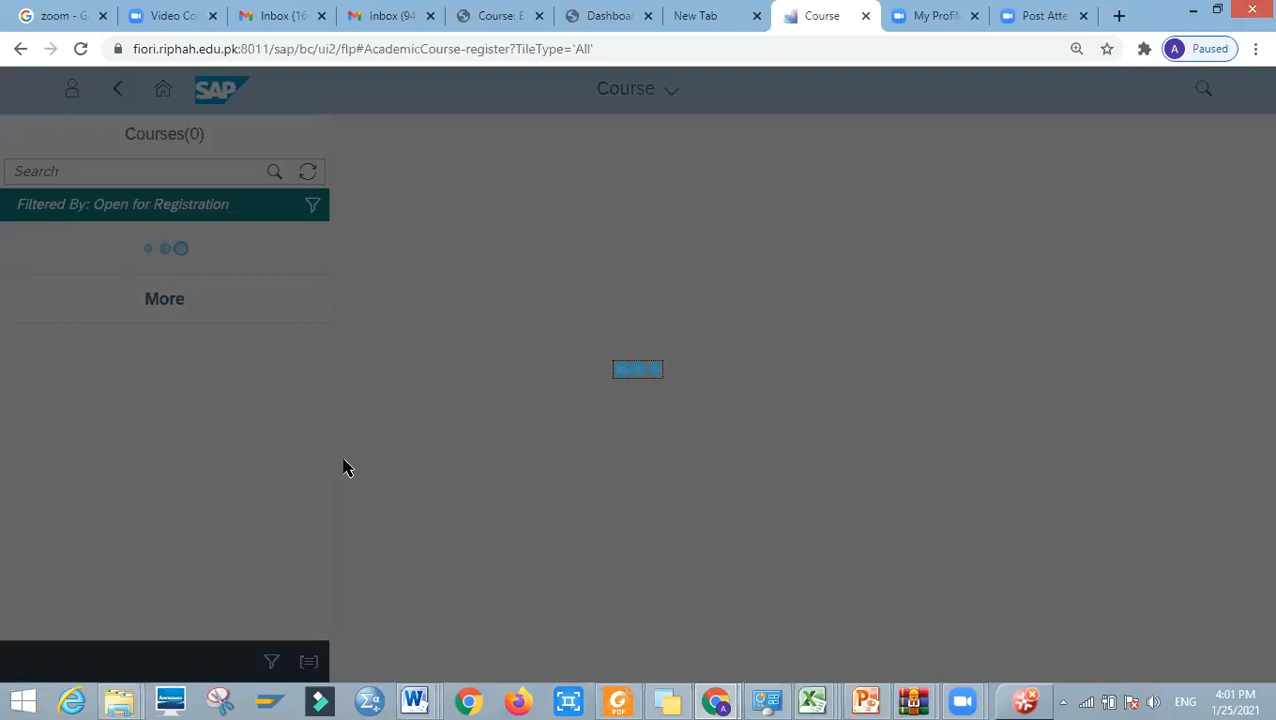 zoom - G
Video Co
Inbox (16
Inbox (94
Course: E
Dashboa
New Tab
Course
My Profi
Post Atte
fiori.riphah.edu.pk:8011/sap/bc/ui2/flp#AcademicCourse-register?TileType='All'
A Paused
SAP
Course
Courses(0)
Search
Filtered By: Open for Registration
More
ENG
4:01 PM
1/25/2021